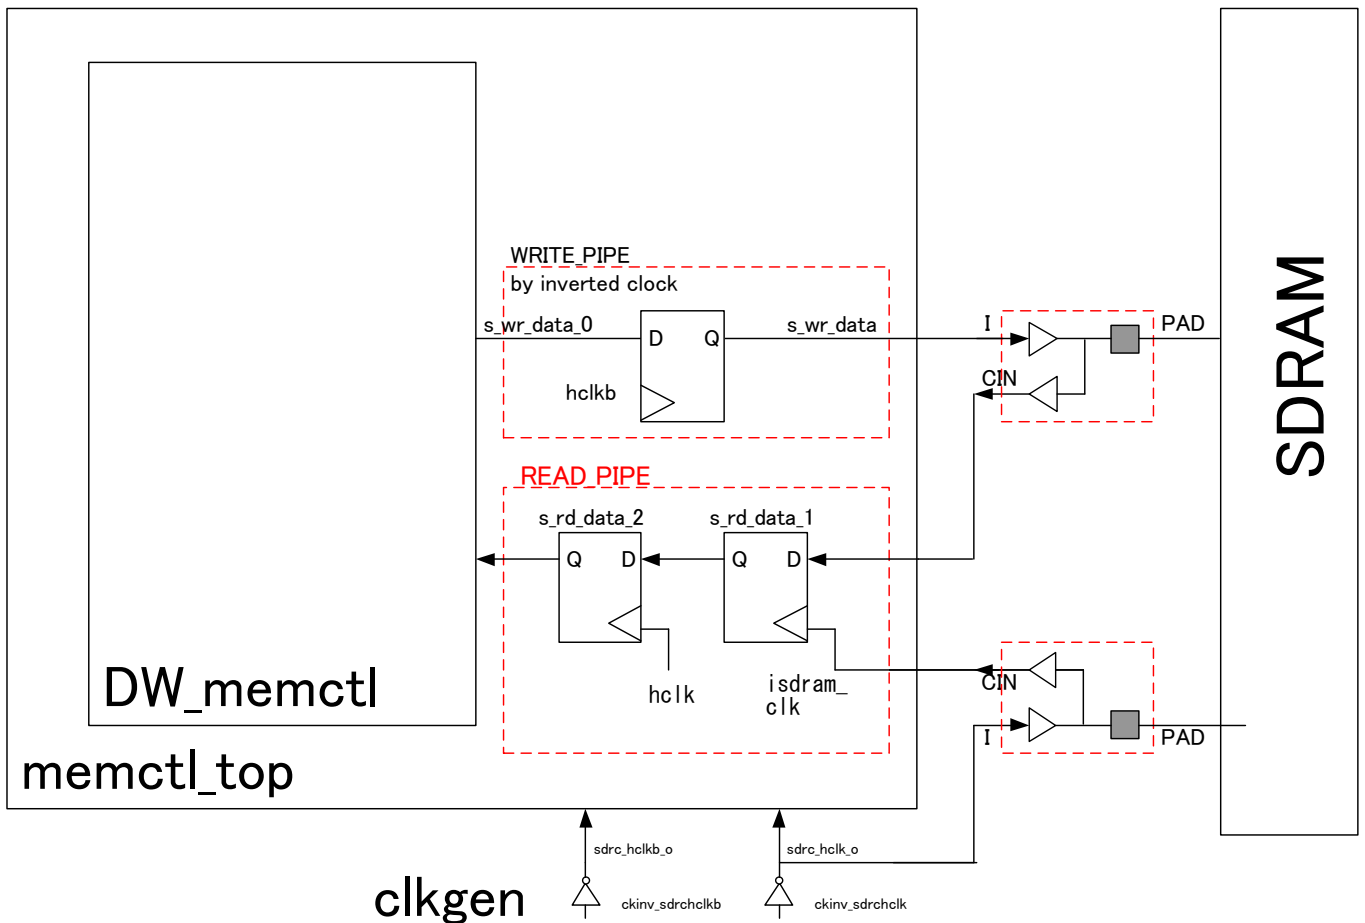 WRITE_PIPE
by inverted clock
s_wr_data_0
D
Q
s_wr_data
hclkb
I
PAD
CIN
SDRAM
READ_PIPE
s_rd_data_2
s_rd_data_1
Q
D
Q
D
hclk
isdram_
clk
CIN
I
PAD
DW_memctl
memctl_top
sdrc_hclkb_o
sdrc_hclk_o
clkgen
ckinv_sdrchclkb
ckinv_sdrchclk